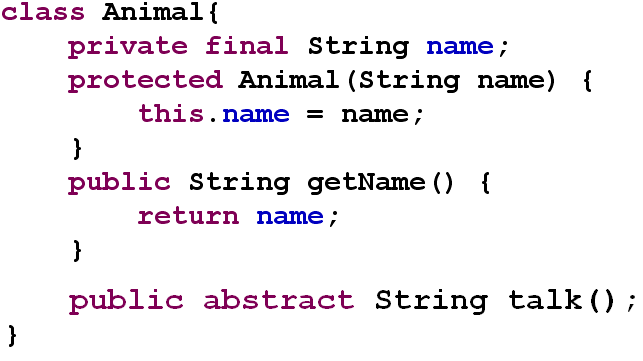 class Animal{
    private final String name;
    protected Animal(String name) {
        this.name = name;
    }
    public String getName() {
        return name;
    }
    public abstract String talk();
}